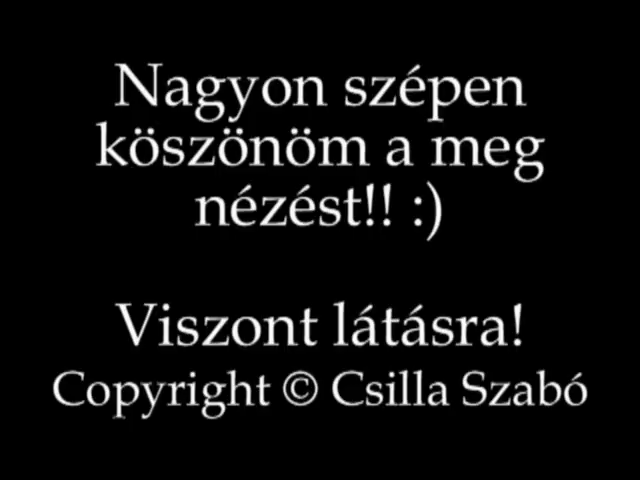 Nagyon szépen
köszönöm a meg
nézést!! :)
Viszont látásra!
Copyright © Csilla Szabó